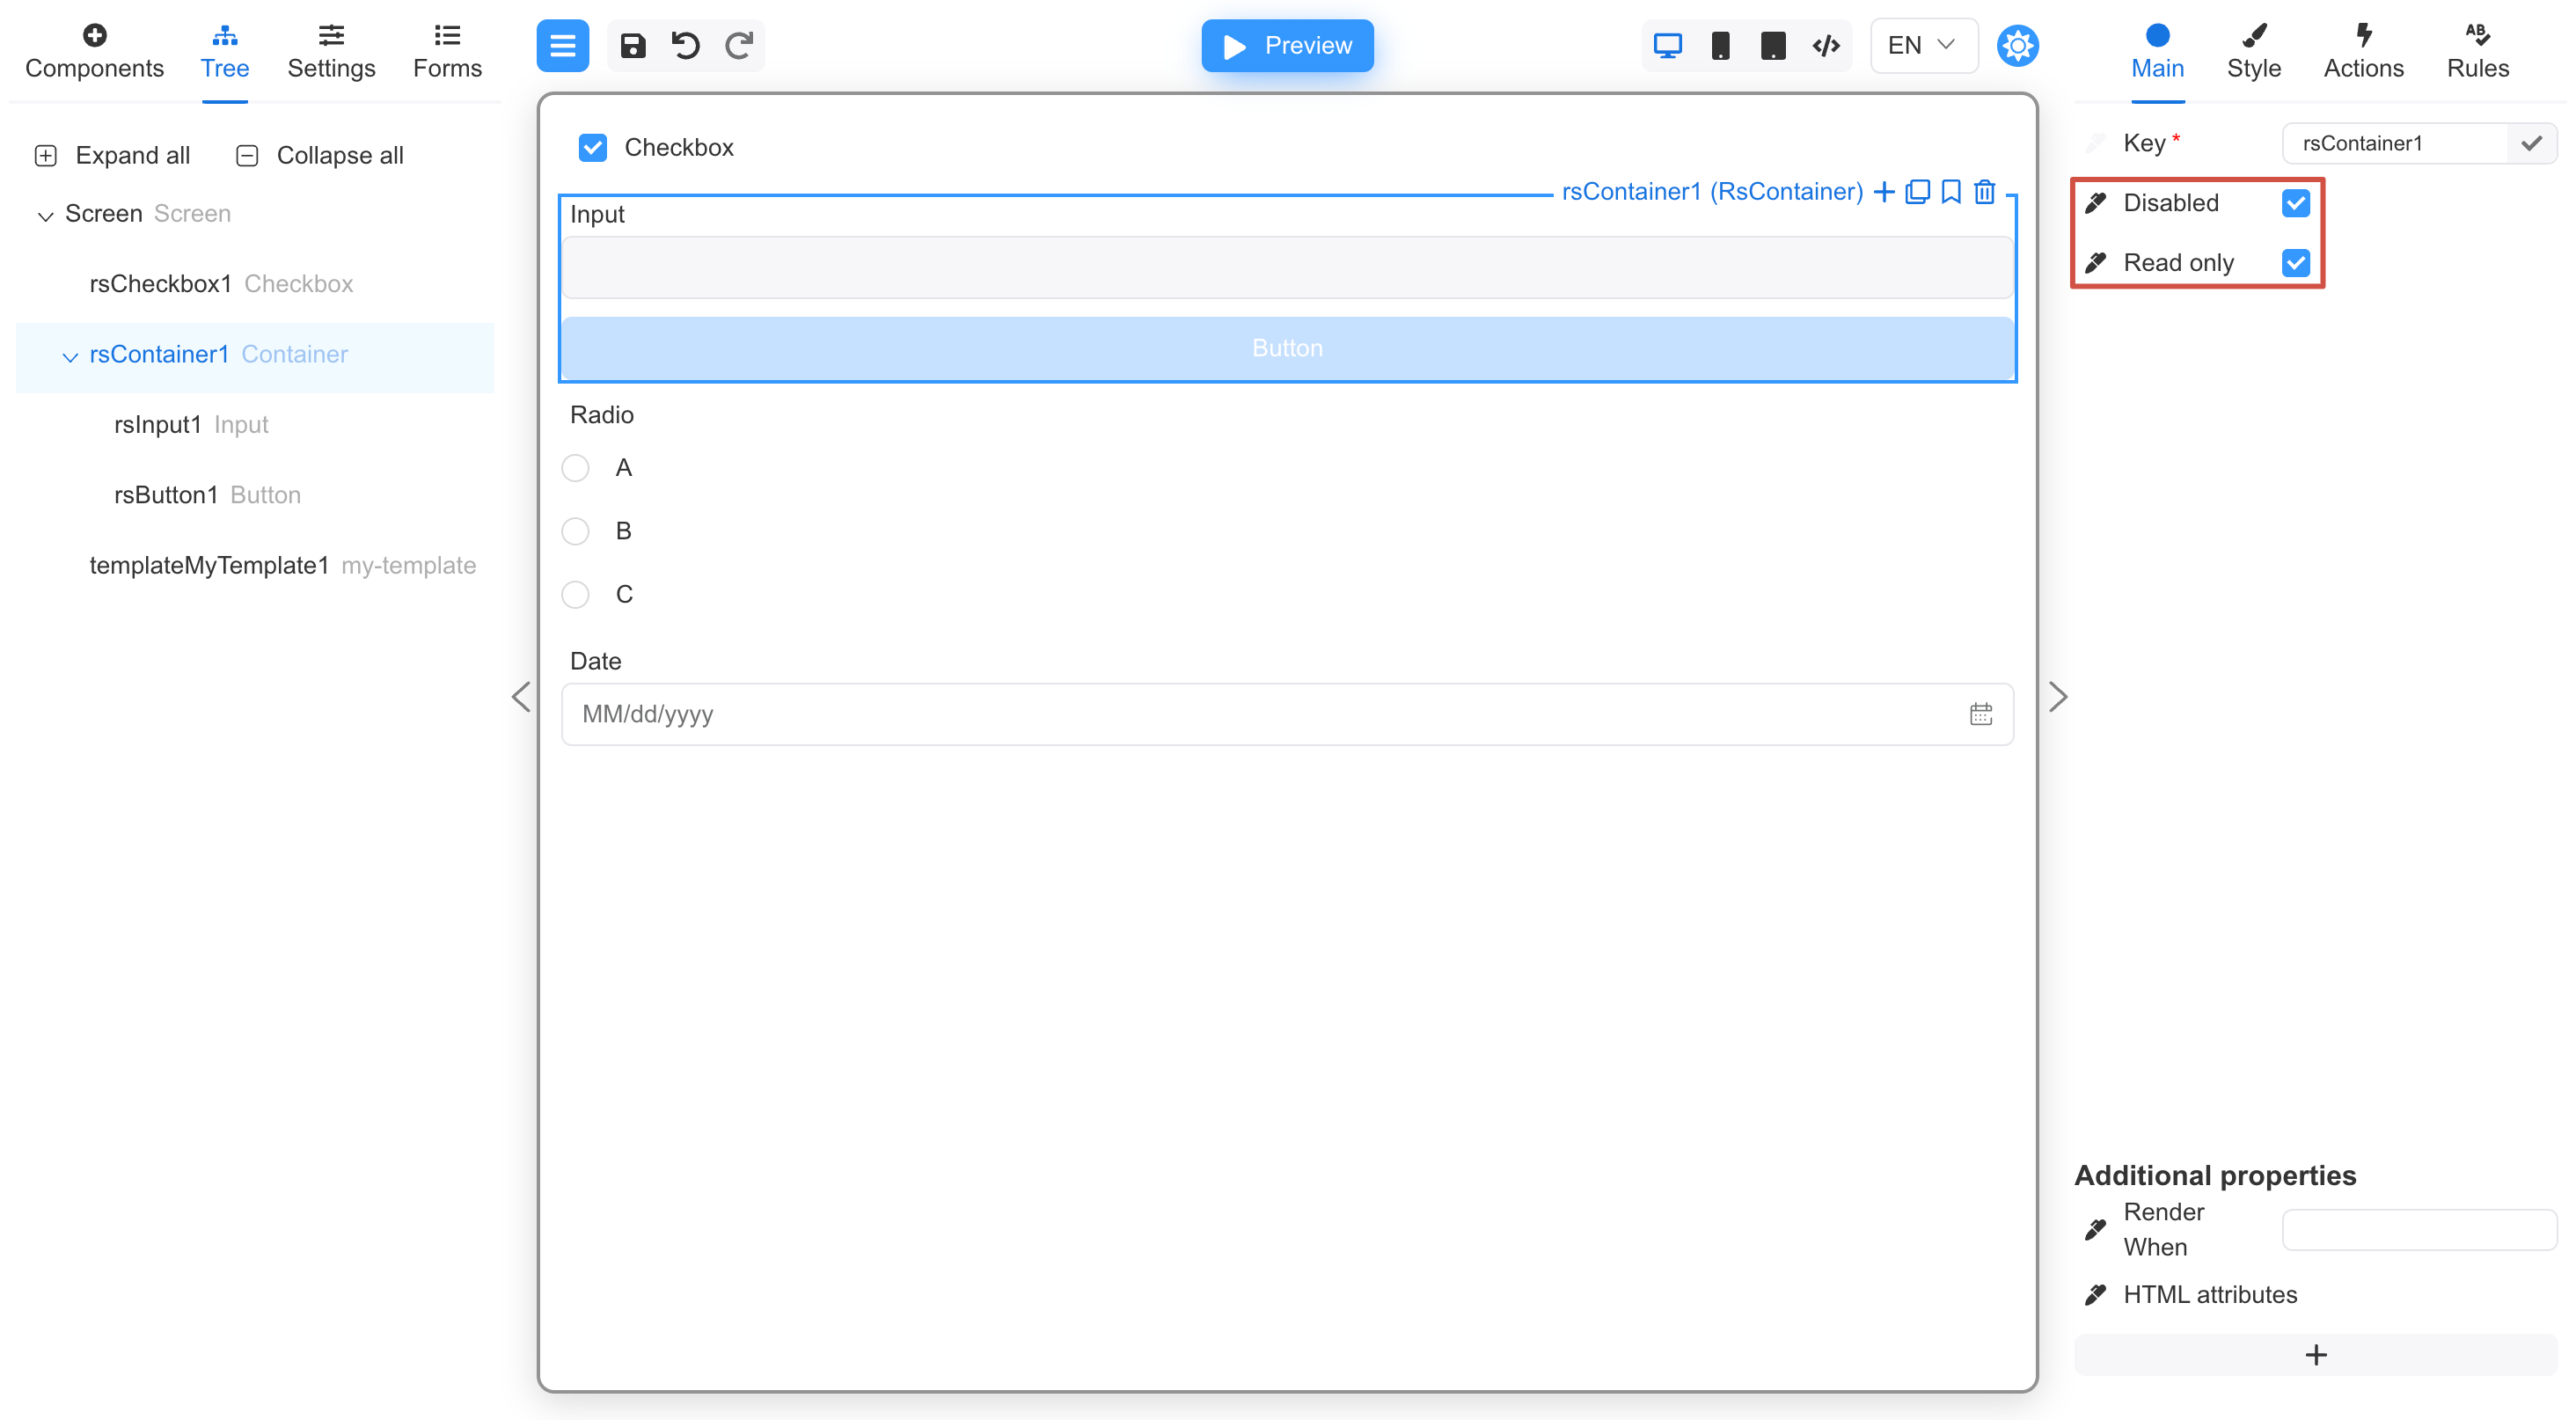 Components Tree Settings Forms
Expand all Collapse all
Screen Screen
rsCheckbox1 Checkbox
rsContainer1 Container
rsInput1 Input
rsButton1 Button
templateMyTemplate1 my-template
Preview
EN
Checkbox
rsContainer1 (RsContainer)
Input
Button
Radio
A
B
C
Date
MM/dd/yyyy
Main Style Actions Rules
Key * rsContainer1
Disabled
Read only
Additional properties
Render
When
HTML attributes